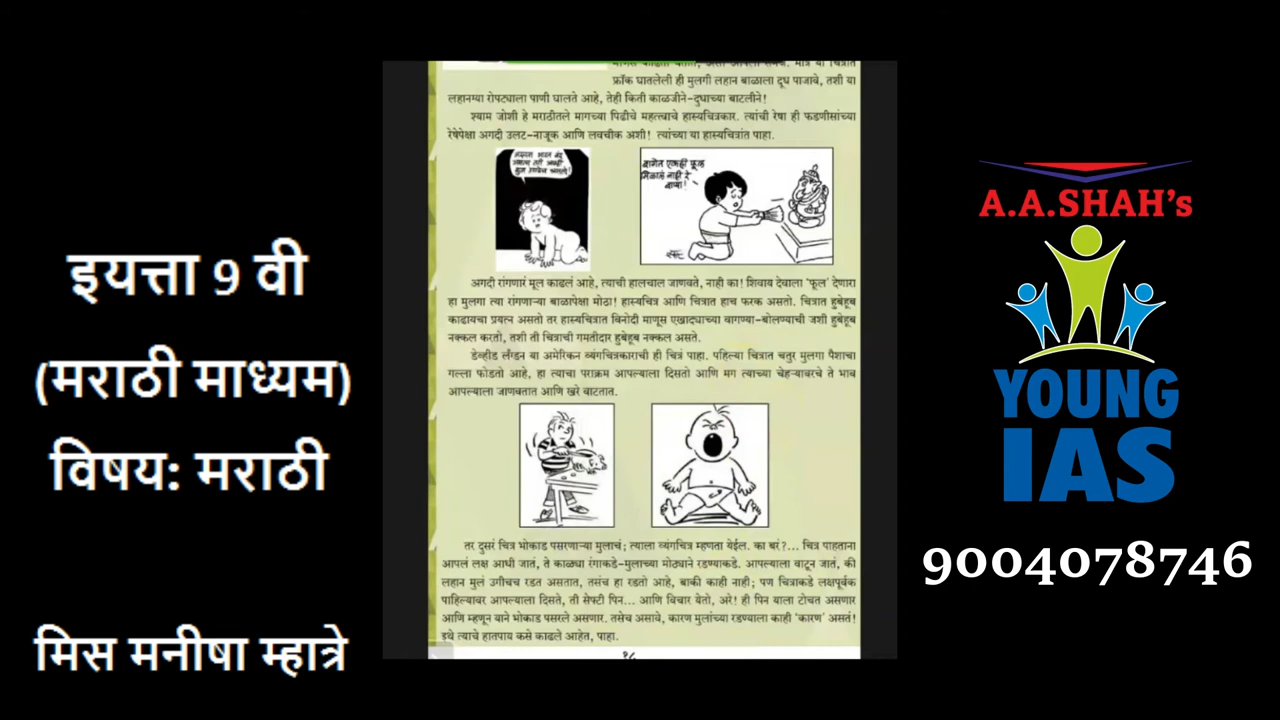 इयत्ता 9 वी
(मराठी माध्यम)
विषय: मराठी
मिस मनीषा म्हात्रे
फ्रॉक घातलेली ही मुलगी लहान बाळाला दूध पाजावे, तशी या
लहानग्या रोपट्याला पाणी घालते आहे, तेही किती काळजीने-दुधाच्या बाटलीने!
श्याम जोशी हे मराठीतले मागच्या पिढीचे महत्त्वाचे हास्यचित्रकार. त्यांची रेषा ही फडणीसांच्या
रेषेपेक्षा अगदी उलट-नाजूक आणि लवचीक अशी! त्यांच्या या हास्यचित्रांत पाहा.
बागेत एकही फूल
मिळाले नाही रे
बाप्पा!
अगदी रांगणारं मूल काढलं आहे, त्याची हालचाल जाणवते, नाही का! शिवाय देवाला 'फूल' देणारा
हा मुलगा त्या रांगणाऱ्या बाळापेक्षा मोठा! हास्यचित्र आणि चित्रात हाच फरक असतो. चित्रात हुबेहूब
काढायचा प्रयत्न असतो तर हास्यचित्रात विनोदी माणूस एखाद्याच्या वागण्या-बोलण्याची जशी हुबेहूब
नक्कल करतो, तशी ती चित्राची गमतीदार हुबेहूब नक्कल असते.
डेव्हीड लँग्डन या अमेरिकन व्यंगचित्रकाराची ही चित्रं पाहा. पहिल्या चित्रात चतुर मुलगा पैशाचा
गल्ला फोडतो आहे, हा त्याचा पराक्रम आपल्याला दिसतो आणि मग त्याच्या चेहऱ्यावरचे ते भाव
आपल्याला जाणवतात आणि खरे वाटतात.
तर दुसरं चित्र भोकाड पसरणाऱ्या मुलाचं; त्याला व्यंगचित्र म्हणता येईल. का बरं?... चित्र पाहताना
आपलं लक्ष आधी जातं, ते काळ्या रंगाकडे-मुलाच्या मोठ्याने रडण्याकडे. आपल्याला वाटून जातं, की
लहान मुलं उगीचच रडत असतात, तसंच हा रडतो आहे, बाकी काही नाही; पण चित्राकडे लक्षपूर्वक
पाहिल्यावर आपल्याला दिसते, ती सेफ्टी पिन... आणि विचार येतो, अरे! ही पिन याला टोचत असणार
आणि म्हणून याने भोकाड पसरले असणार. तसेच असावे, कारण मुलांच्या रडण्याला काही 'कारण' असतं!
इथे त्याचे हातपाय कसे काढले आहेत, पाहा.
A.A.SHAH's
YOUNG
IAS
9004078746